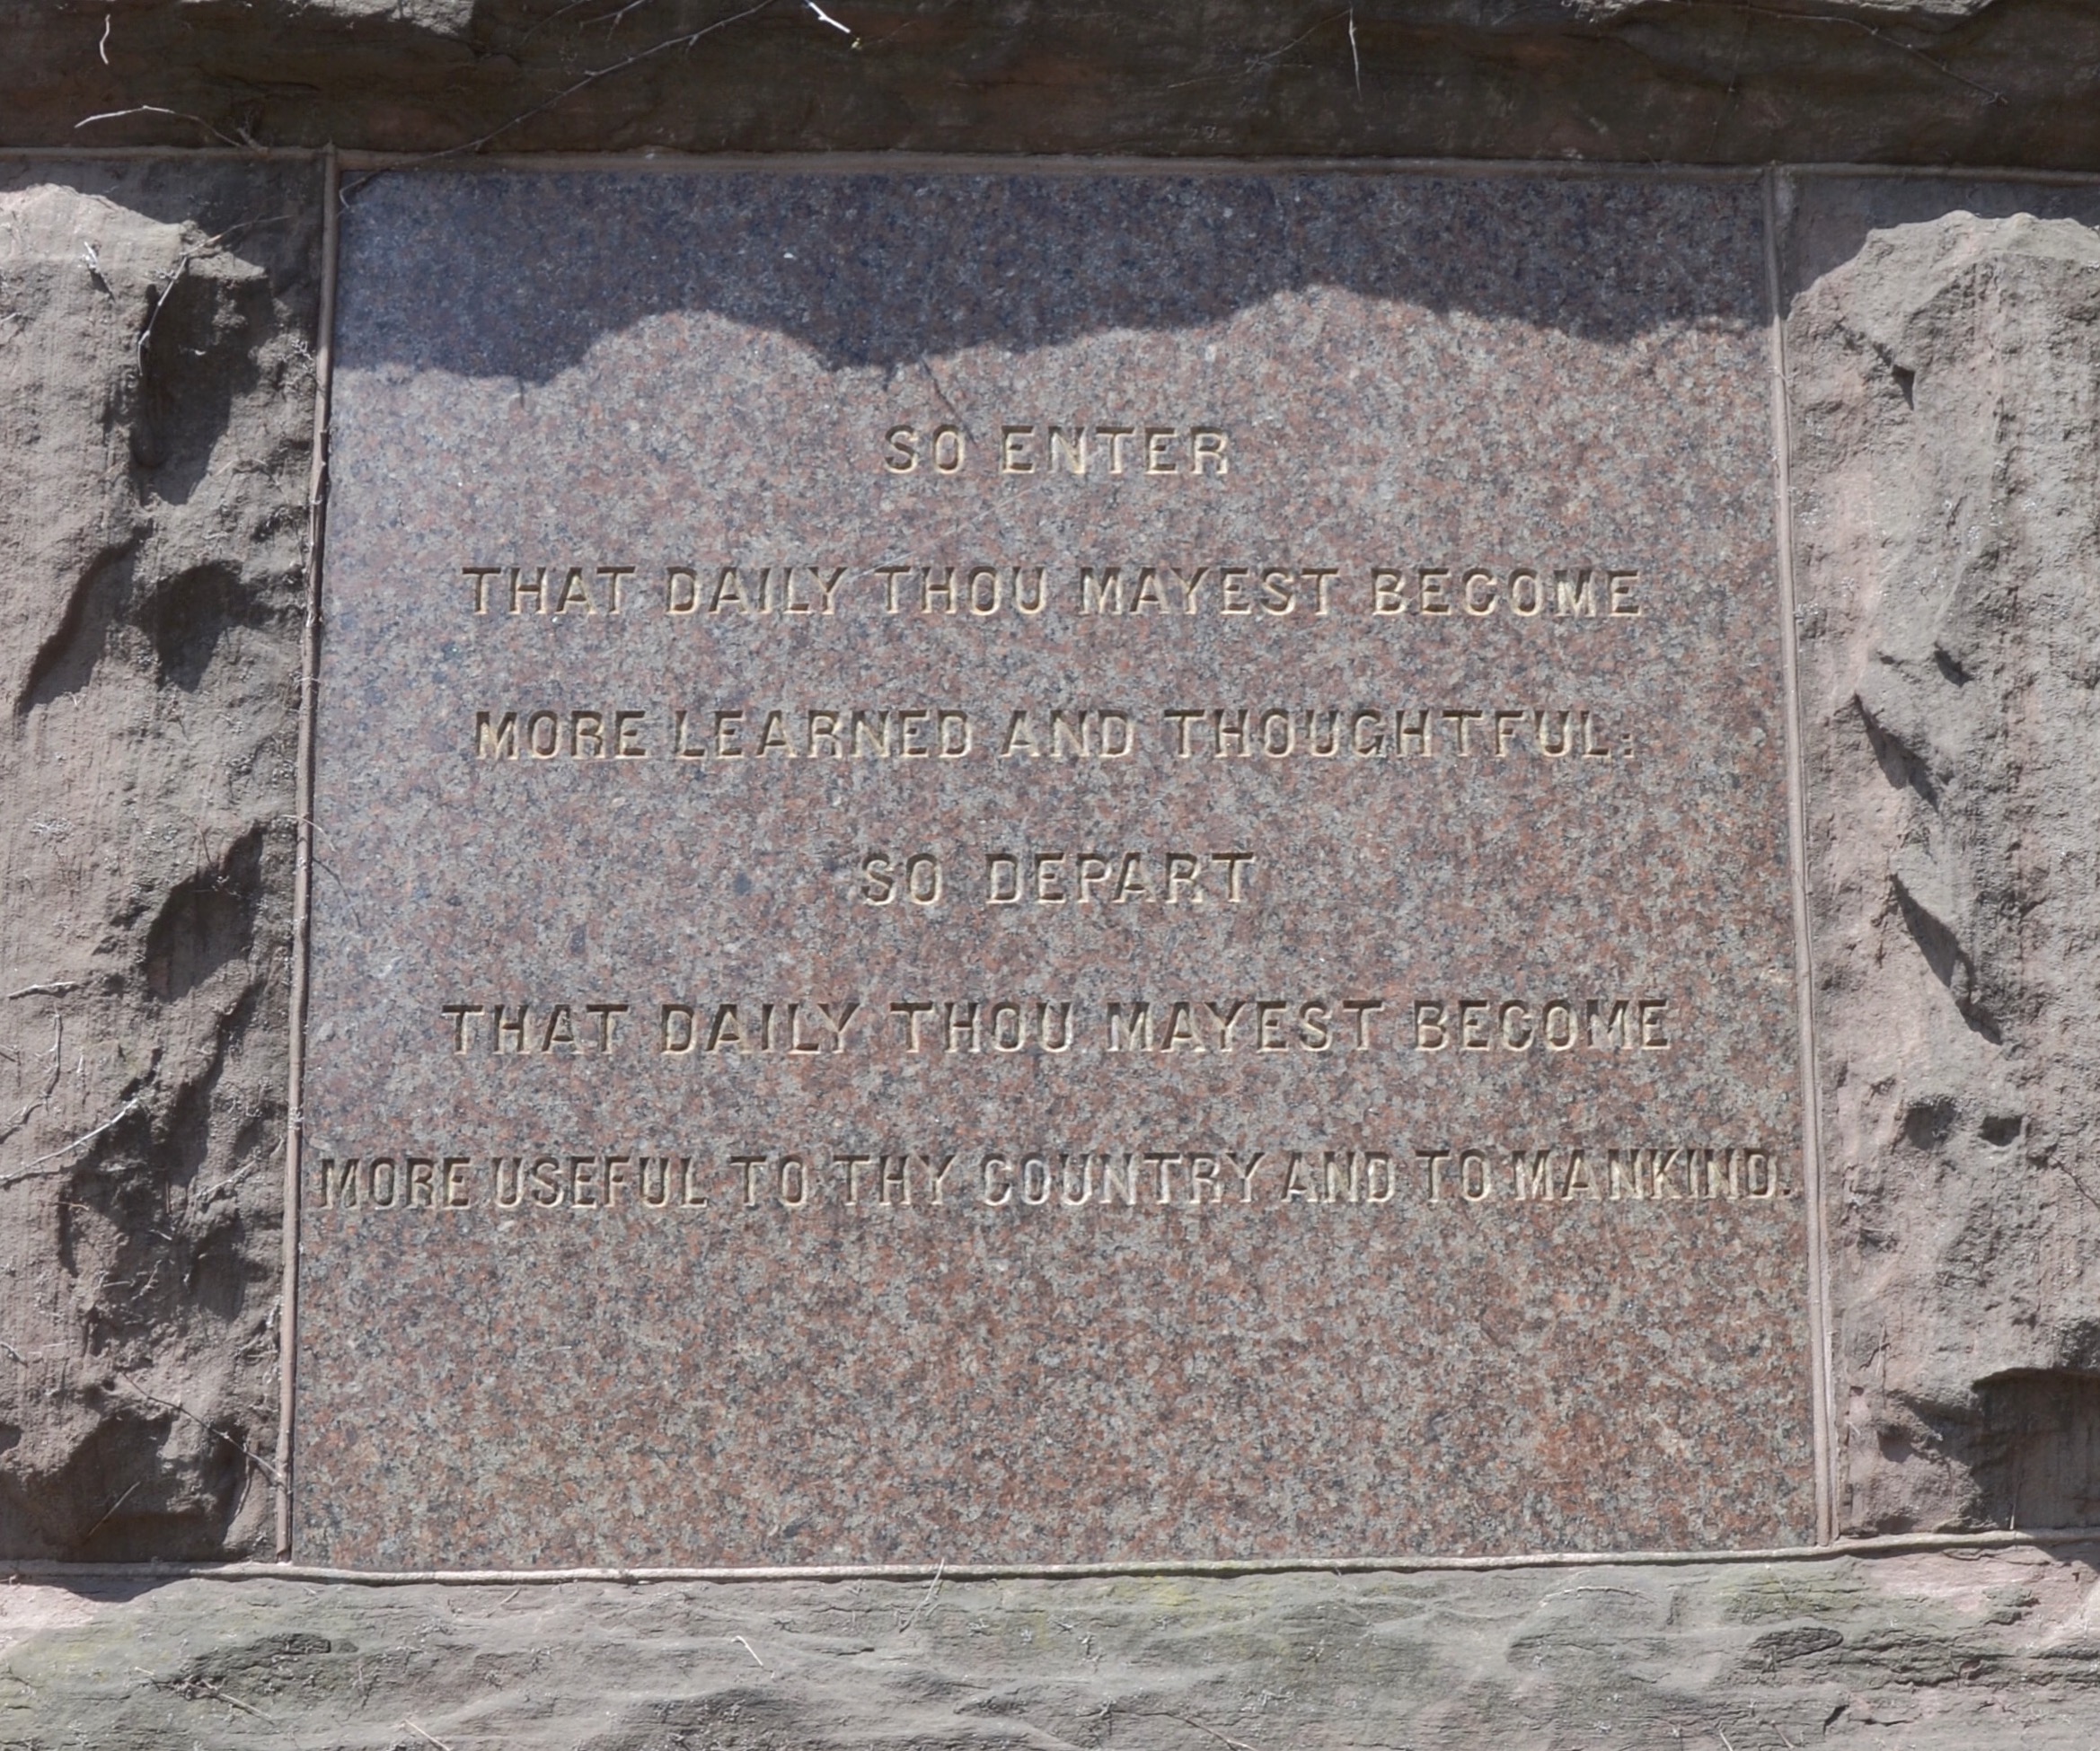 SO ENTER
THAT DAILY THOU MAYEST BECOME
MORE LEARNED AND THOUGHTFUL:
SO DEPART
THAT DAILY THOU MAYEST BECOME
MORE USEFUL TO THY COUNTRY AND TO MANKIND.